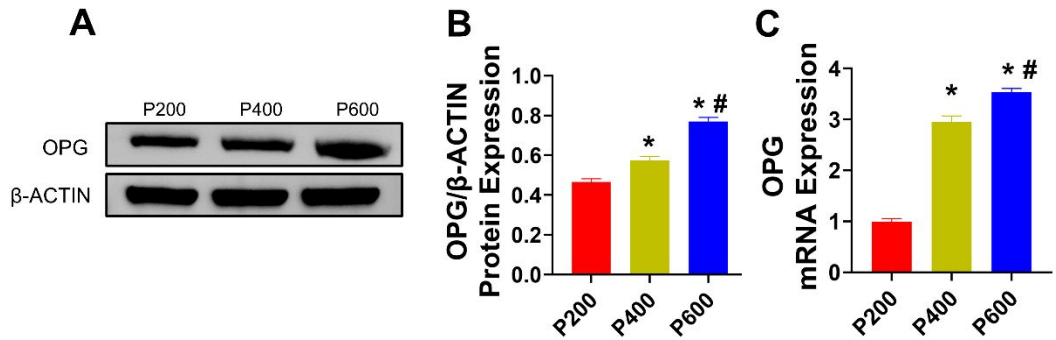 A
P200 P400 P600
OPG
β-ACTIN
B
OPG/β-ACTIN
Protein Expression
1.0
0.8
0.6
0.4
0.2
0.0
*
* #
P200
P400
P600
C
OPG
mRNA Expression
4
3
2
1
0
*
* #
P200
P400
P600